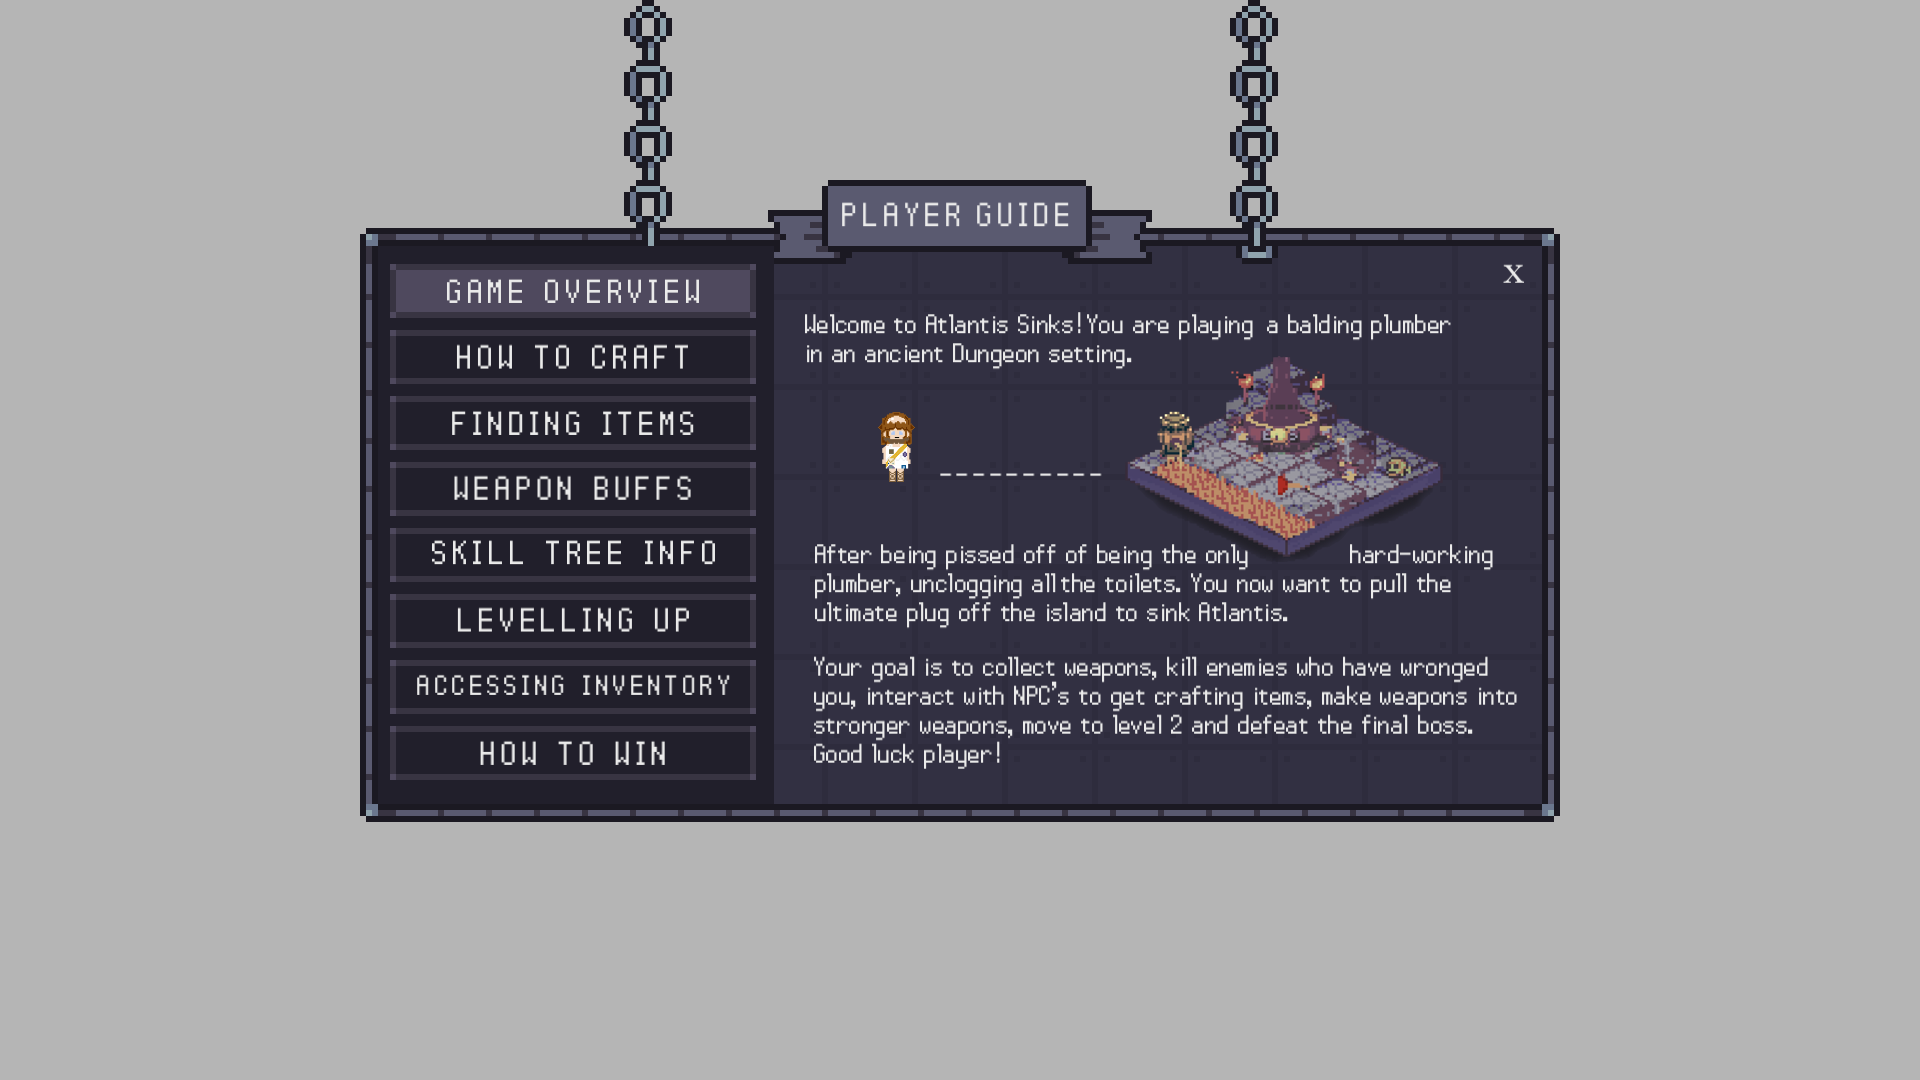 PLAYER GUIDE
X
GAME OVERVIEW
HOW TO CRAFT
FINDING ITEMS
WEAPON BUFFS
SKILL TREE INFO
LEVELLING UP
ACCESSING INVENTORY
HOW TO WIN
Welcome to Atlantis Sinks! You are playing a balding plumber
in an ancient Dungeon setting.
After being pissed off of being the only hard-working
plumber, unclogging all the toilets. You now want to pull the
ultimate plug off the island to sink Atlantis.
Your goal is to collect weapons, kill enemies who have wronged
you, interact with NPC's to get crafting items, make weapons into
stronger weapons, move to level 2 and defeat the final boss.
Good luck player!